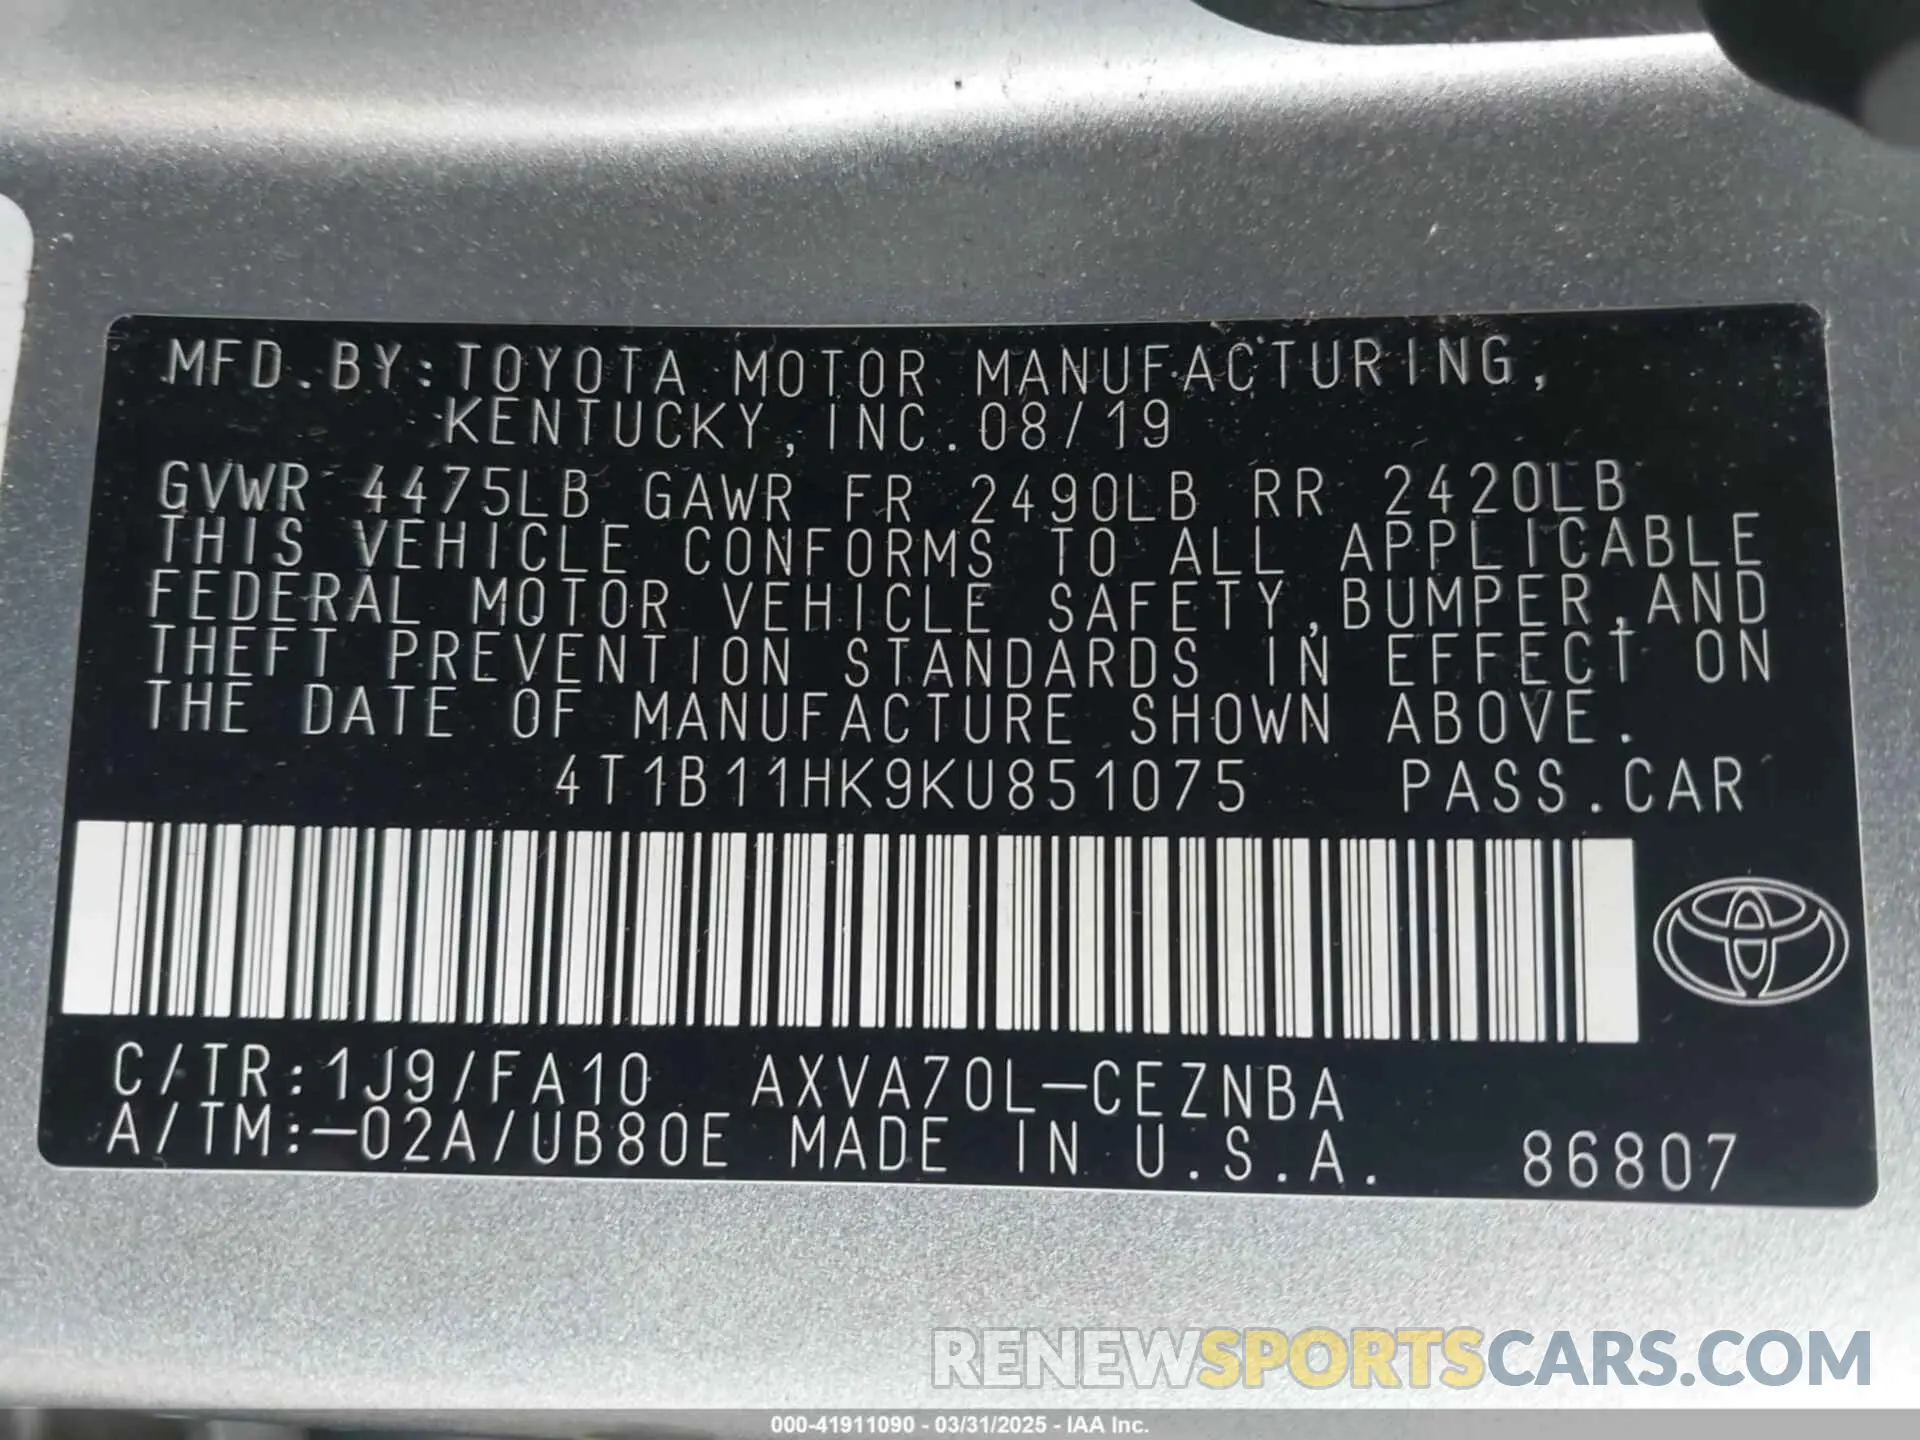 MFD.BY:TOYOTA MOTOR MANUFACTURING,
KENTUCKY,INC.08/19
GVWR 4475LB GAWR FR 2490LB RR 2420LB
THIS VEHICLE CONFORMS TO ALL APPLICABLE
FEDERAL MOTOR VEHICLE SAFETY,BUMPER,AND
THEFT PREVENTION STANDARDS IN EFFECT ON
THE DATE OF MANUFACTURE SHOWN ABOVE.
4T1B11HK9KU851075 PASS.CAR
C/TR:1J9/FA10 AXVA70L-CEZNBA
A/TM:-02A/UB80E MADE IN U.S.A. 86807
RENEWSPORTSCARS.COM
000-41911090 - 03/31/2025 - IAA Inc.